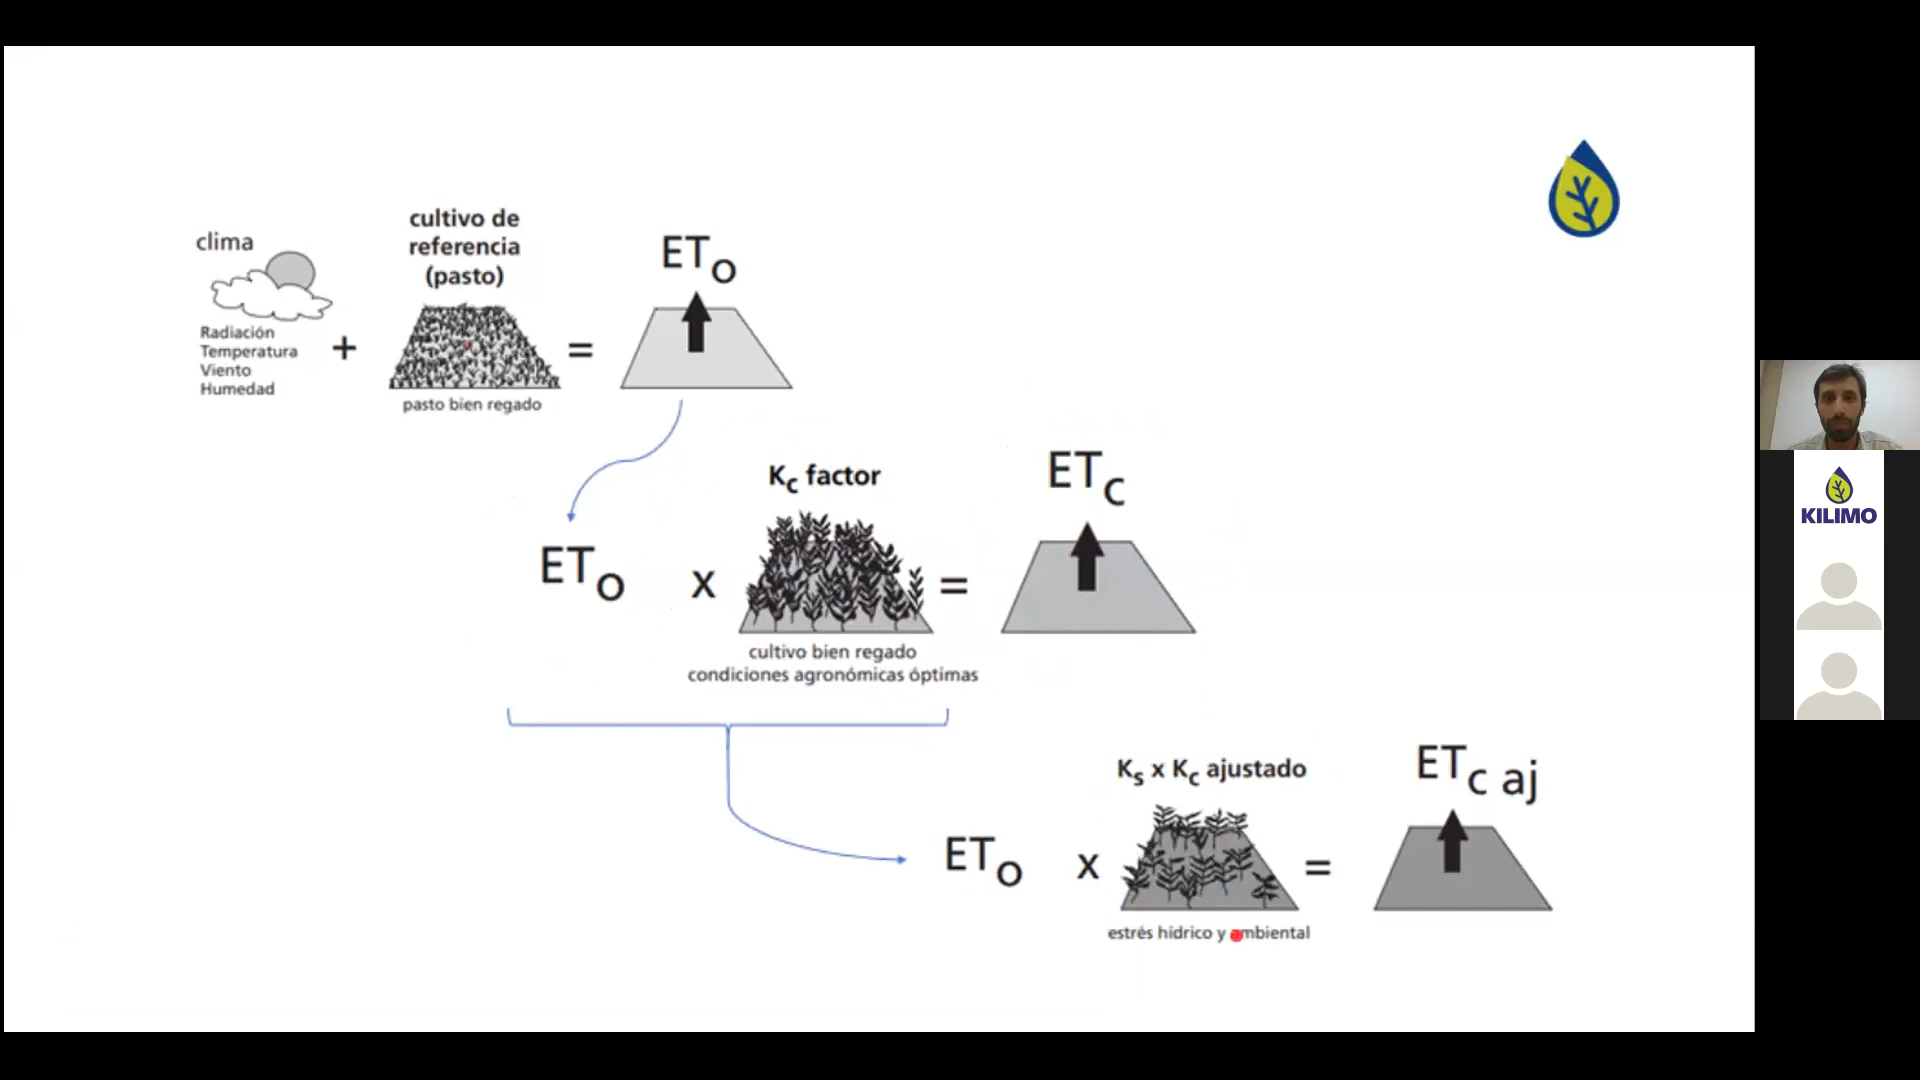 clima
Radiación
Temperatura
Viento
Humedad
+
cultivo de
referencia
(pasto)
pasto bien regado
=
ETO
ETO
x
Kc factor
cultivo bien regado
condiciones agronómicas óptimas
=
ETC
ETO
x
Ks x Kc ajustado
estrés hídrico y ambiental
=
ETC aj
KILIMO